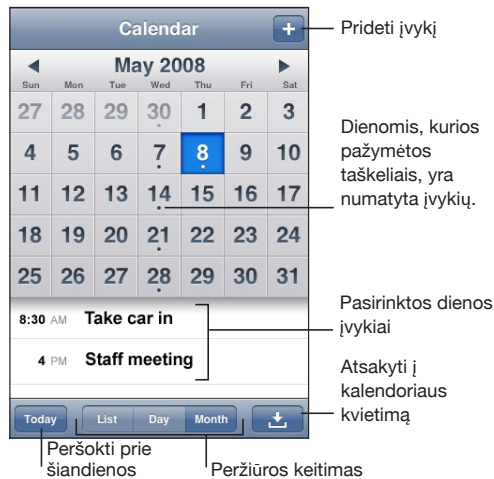 Calendar
+
Pridėti įvykį
May 2008
Sun Mon Tue Wed Thu Fri Sat
27 28 29 30 1 2 3
4 5 6 7 8 9 10
11 12 13 14 15 16 17
18 19 20 21 22 23 24
25 26 27 28 29 30 31
Dienomis, kurios
pažymėtos
taškeliais, yra
numatyta įvykių.
8:30 AM Take car in
4 PM Staff meeting
Pasirinktos dienos
įvykiai
Atsakyti į
kalendoriaus
kvietimą
Today List Day Month
Peršokti prie
šiandienos
Peržiūros keitimas